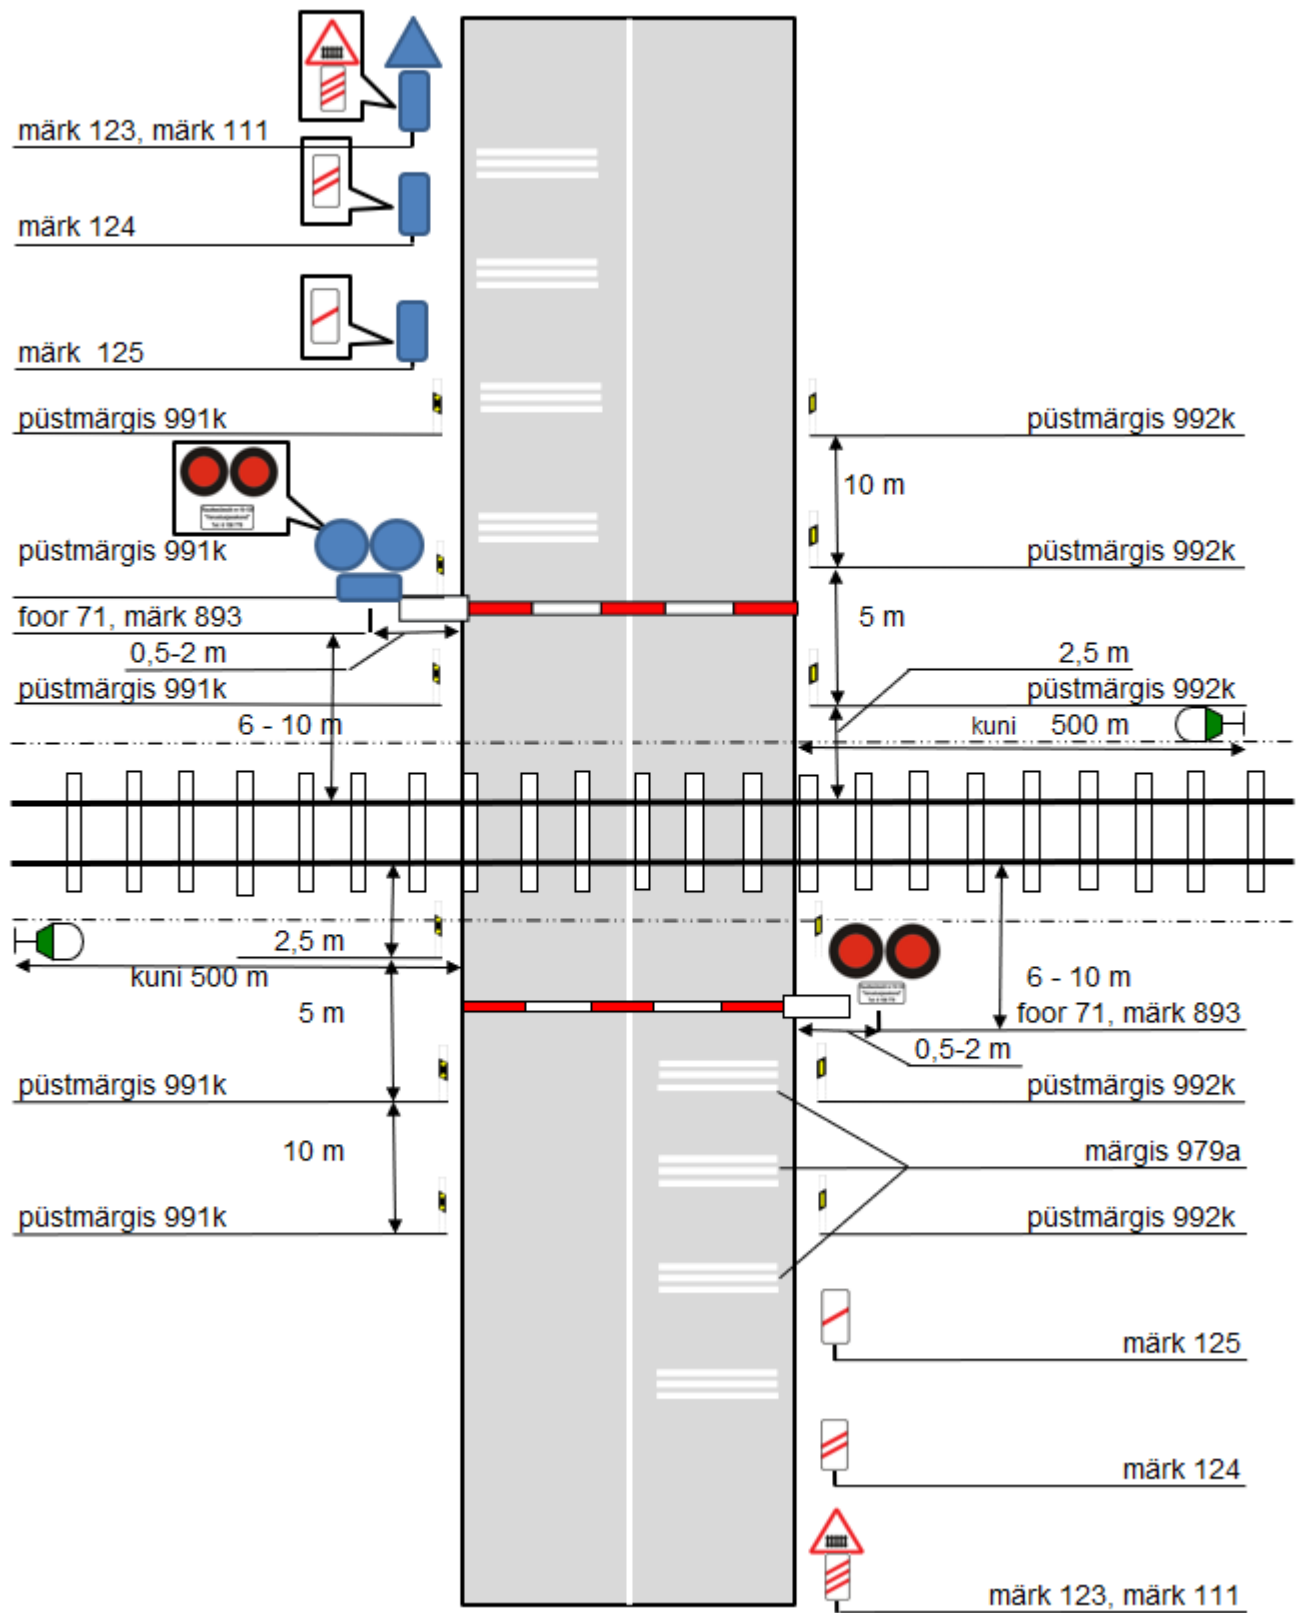 märk 123, märk 111
märk 124
märk 125
püstmärgis 991k
püstmärgis 992k
10 m
püstmärgis 991k
püstmärgis 992k
foor 71, märk 893
5 m
0,5-2 m
2,5 m
püstmärgis 991k
püstmärgis 992k
6 - 10 m
kuni 500 m
2,5 m
kuni 500 m
6 - 10 m
5 m
foor 71, märk 893
0,5-2 m
püstmärgis 991k
püstmärgis 992k
10 m
märgis 979a
püstmärgis 991k
püstmärgis 992k
märk 125
märk 124
märk 123, märk 111